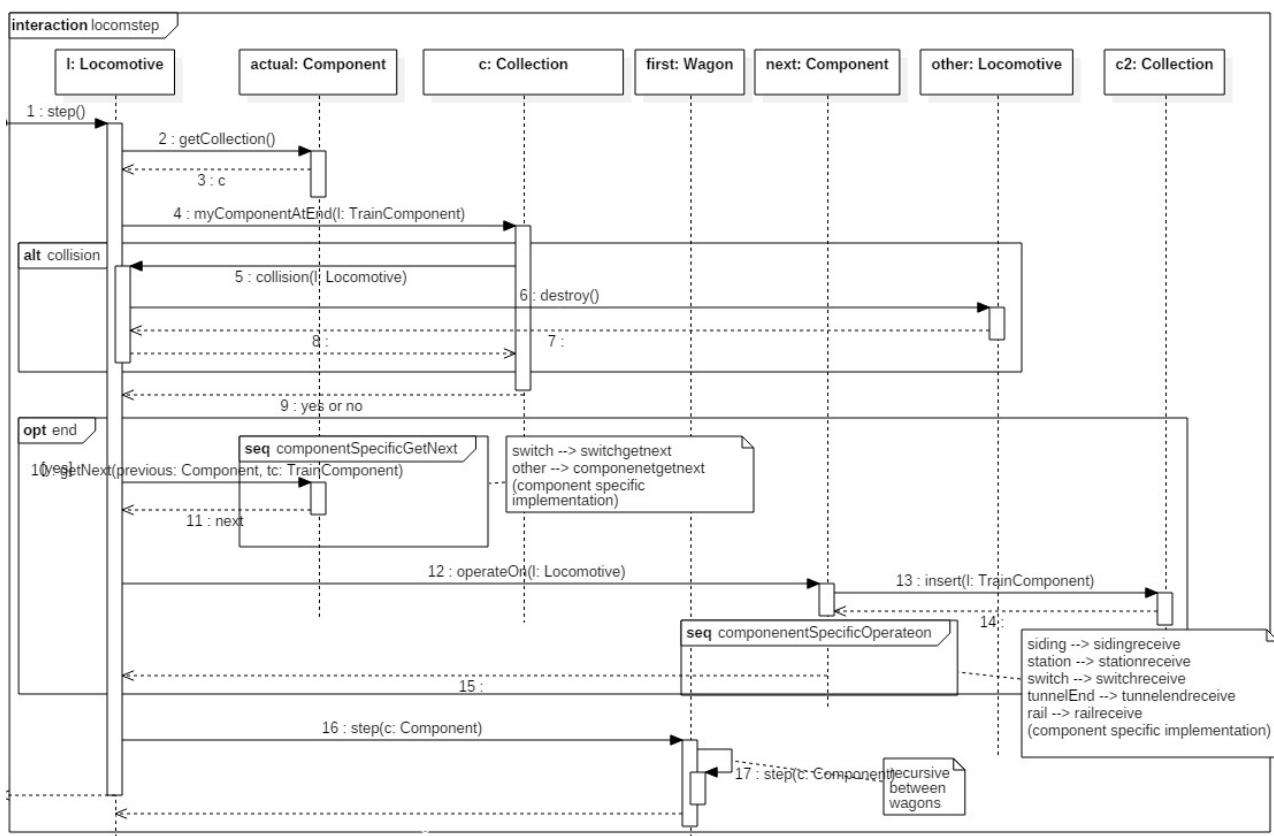 interaction locomstep
l: Locomotive
actual: Component
c: Collection
first: Wagon
next: Component
other: Locomotive
c2: Collection
1 : step()
2 : getCollection()
3 : c
4 : myComponentAtEnd(l: TrainComponent)
alt collision
5 : collision(l: Locomotive)
6 : destroy()
8 :
7 :
9 : yes or no
opt end
seq componentSpecificGetNext
switch --> switchgetnext
other --> componenetgetnext
(component specific
implementation)
[yes]
10 : getNext(previous: Component, tc: TrainComponent)
11 : next
12 : operateOn(l: Locomotive)
13 : insert(l: TrainComponent)
14 :
seq componenentSpecificOperateon
siding --> sidingreceive
station --> stationreceive
switch --> switchreceive
tunnelEnd --> tunnelendreceive
rail --> railreceive
(component specific implementation)
15 :
16 : step(c: Component)
17 : step(c: Component)
recursive
between
wagons